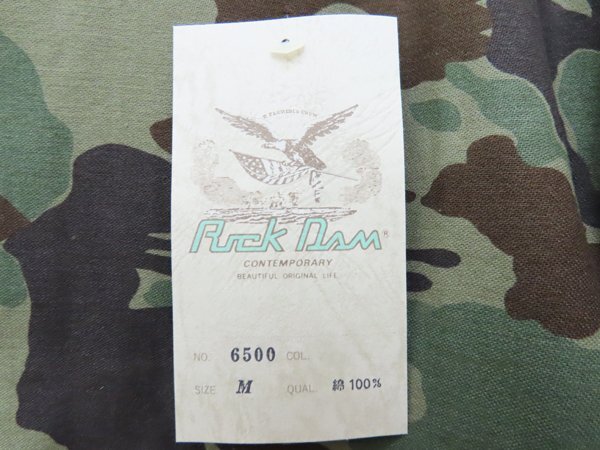 Rock Dam®
CONTEMPORARY
BEAUTIFUL ORIGINAL LIFE
NO. 6500 COL.
SIZE M QUAL. 綿 100%